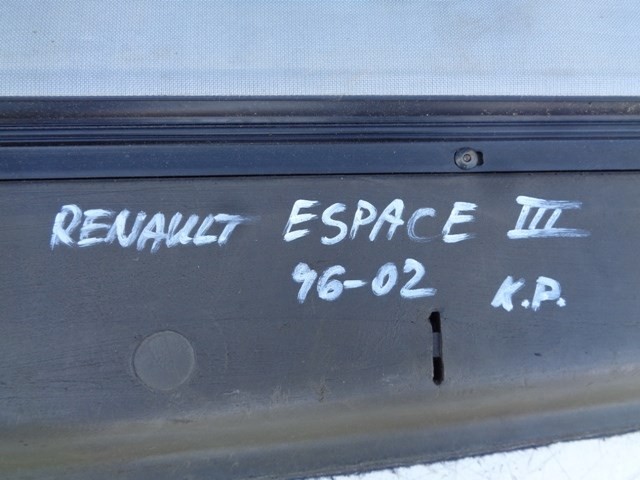 RENAULT ESPACE III
96-02 K.P.